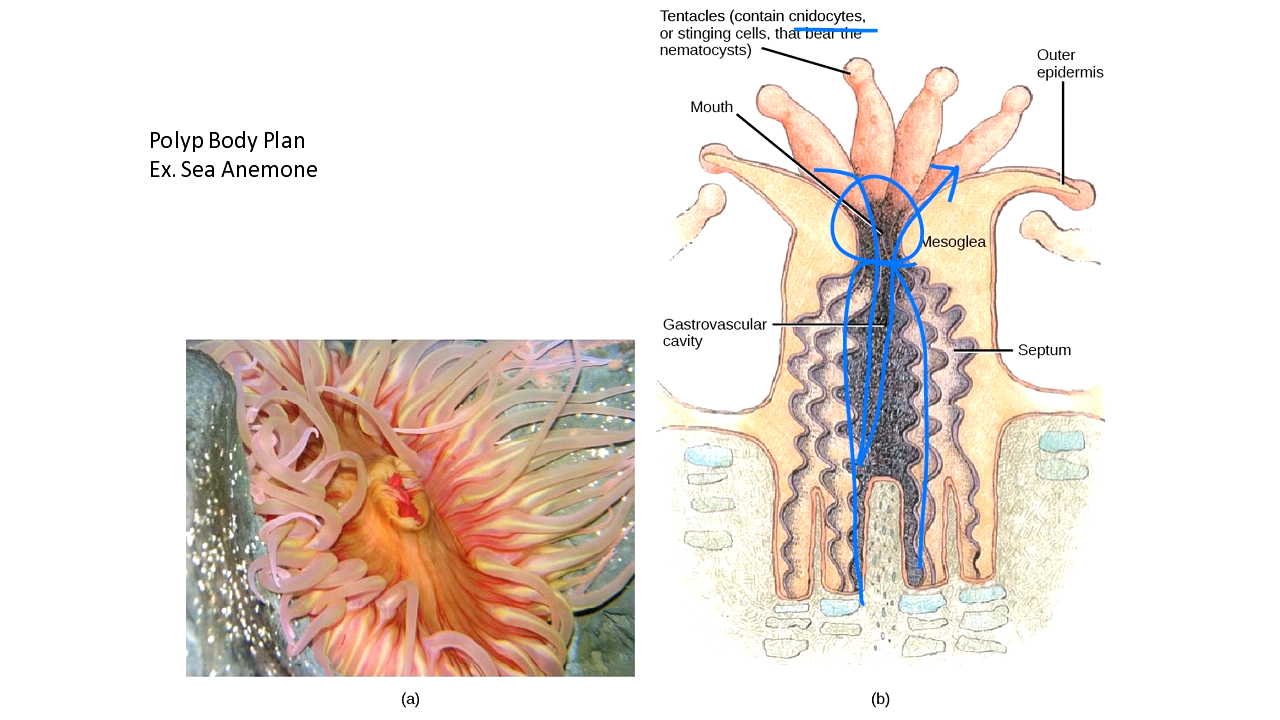 Polyp Body Plan
Ex. Sea Anemone
Tentacles (contain cnidocytes,
or stinging cells, that bear the
nematocysts)
Outer
epidermis
Mouth
Mesoglea
Gastrovascular
cavity
Septum
(a)
(b)